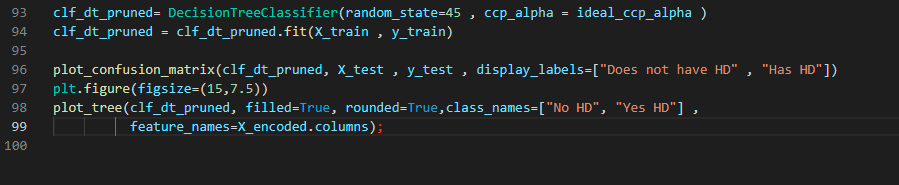 93 clf_dt_pruned= DecisionTreeClassifier(random_state=45 , ccp_alpha = ideal_ccp_alpha )
94 clf_dt_pruned = clf_dt_pruned.fit(X_train , y_train)
95
96 plot_confusion_matrix(clf_dt_pruned, X_test , y_test , display_labels=["Does not have HD" , "Has HD"])
97 plt.figure(figsize=(15,7.5))
98 plot_tree(clf_dt_pruned, filled=True, rounded=True,class_names=["No HD", "Yes HD"] ,
99 feature_names=X_encoded.columns);
100